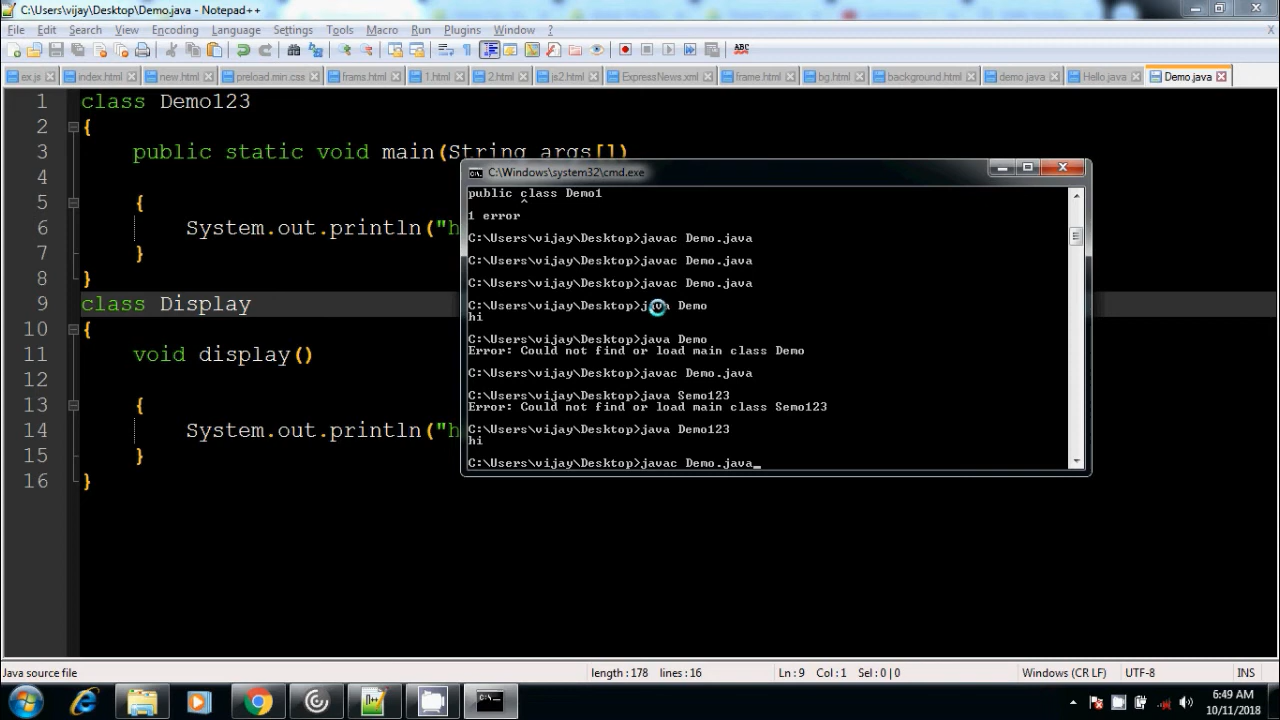 C:\Users\vijay\Desktop\Demo.java - Notepad++
File Edit Search View Encoding Language Settings Tools Macro Run Plugins Window ? X
ex.js index.html new.html preload.min.css frams.html 1.html 2.html js2.html ExpressNews.xml frame.html bg.html background.html demo.java Hello java Demo.java
1 class Demo123
2 {
3 public static void main(String args[])
4
5 {
6 System.out.println("h
7 }
8 }
9 class Display
10 {
11 void display()
12
13 {
14 System.out.println("h
15 }
16 }
C:\Windows\system32\cmd.exe
public class Demo1
^
1 error
C:\Users\vijay\Desktop>javac Demo.java
C:\Users\vijay\Desktop>javac Demo.java
C:\Users\vijay\Desktop>javac Demo.java
C:\Users\vijay\Desktop>java Demo
hi
C:\Users\vijay\Desktop>java Demo
Error: Could not find or load main class Demo
C:\Users\vijay\Desktop>javac Demo.java
C:\Users\vijay\Desktop>java Semo123
Error: Could not find or load main class Semo123
C:\Users\vijay\Desktop>java Demo123
hi
C:\Users\vijay\Desktop>javac Demo.java_
Java source file length : 178 lines : 16 Ln : 9 Col : 1 Sel : 0 | 0 Windows (CR LF) UTF-8 INS
6:49 AM
10/11/2018